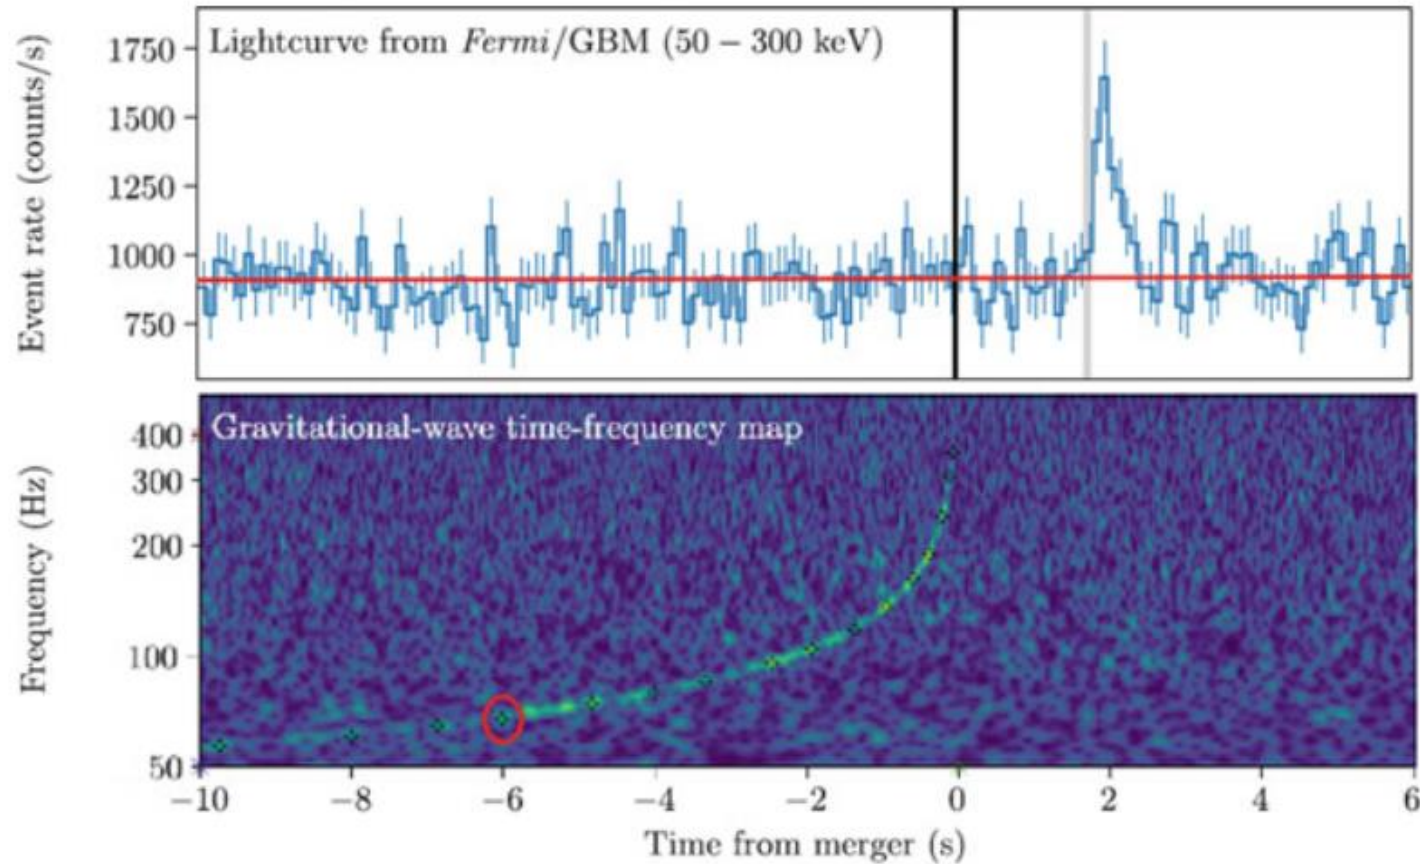 Lightcurve from Fermi/GBM (50 – 300 keV)
Event rate (counts/s)
1750
1500
1250
1000
750
Gravitational-wave time-frequency map
Frequency (Hz)
400
300
200
100
50
−10 −8 −6 −4 −2 0 2 4 6
Time from merger (s)